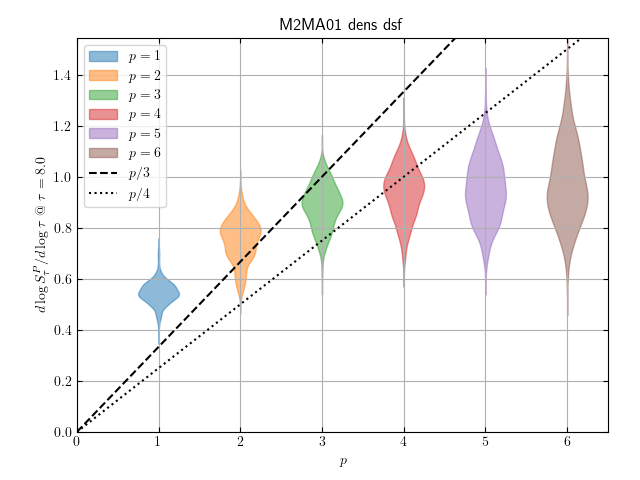 M2MA01 dens dsf
d log S_τ^P / d log τ @ τ = 8.0
1.4
1.2
1.0
0.8
0.6
0.4
0.2
0.0
p = 1
p = 2
p = 3
p = 4
p = 5
p = 6
p/3
p/4
0 1 2 3 4 5 6
p